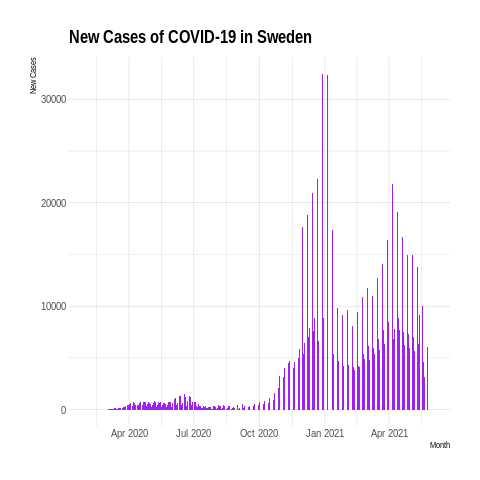 New Cases of COVID-19 in Sweden
New Cases
30000
20000
10000
0
Apr 2020 Jul 2020 Oct 2020 Jan 2021 Apr 2021
Month